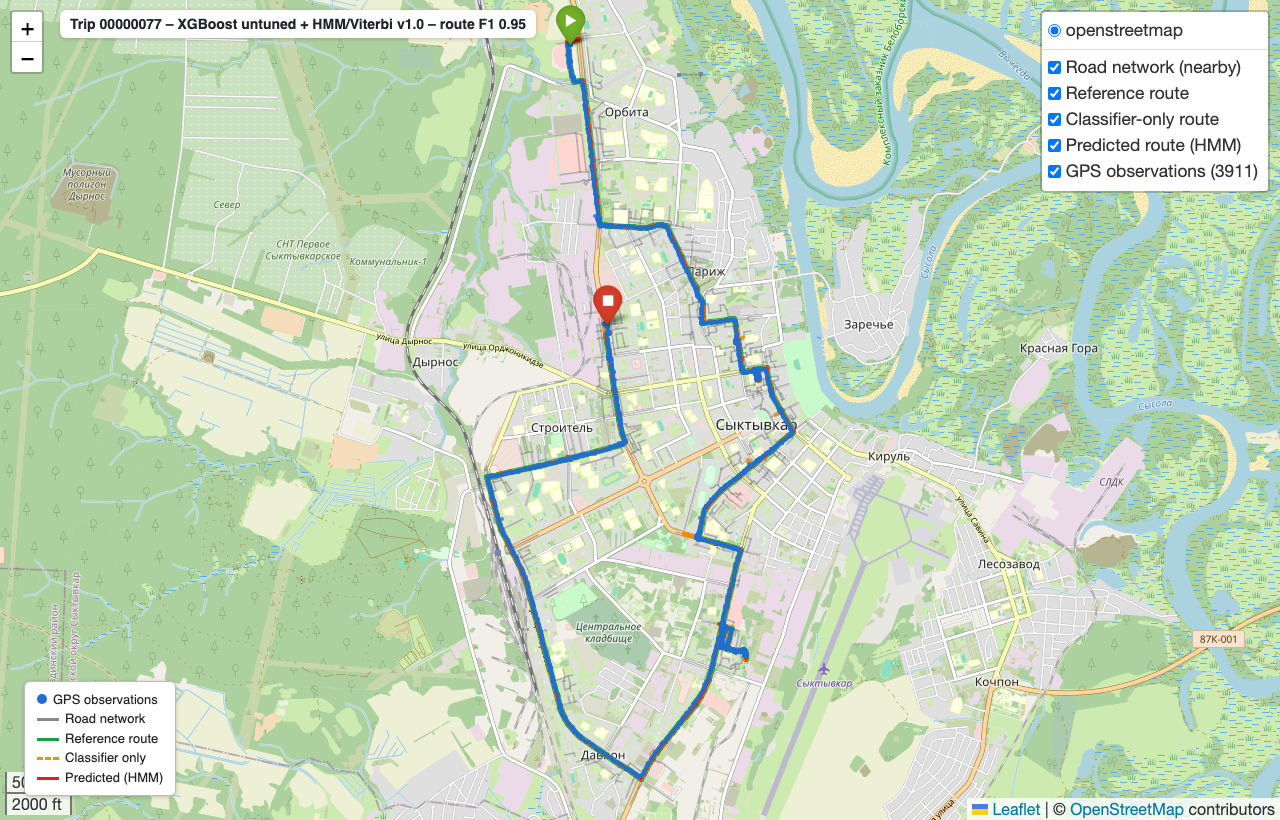 +
−
Trip 00000077 – XGBoost untuned + HMM/Viterbi v1.0 – route F1 0.95
openstreetmap
Road network (nearby)
Reference route
Classifier-only route
Predicted route (HMM)
GPS observations (3911)
Вычегда
Комплексный заказник Белоборский
Орбита
Мусорный
полигон
Дырнос
Север
СНТ Первое
Сыктывкарское
Коммунальник-1
Париж
Сысола
Заречье
Красная Гора
улица Дырнос
улица Орджоникидзе
Дырнос
Сысола
Строитель
Сыктывкар
Кируль
СЛДК
улица Савина
Лесозавод
Центральное
кладбище
87К-001
Сыктывкар
Кочпон
Давпон
GPS observations
Road network
Reference route
Classifier only
Predicted (HMM)
2000 ft
Leaflet | © OpenStreetMap contributors